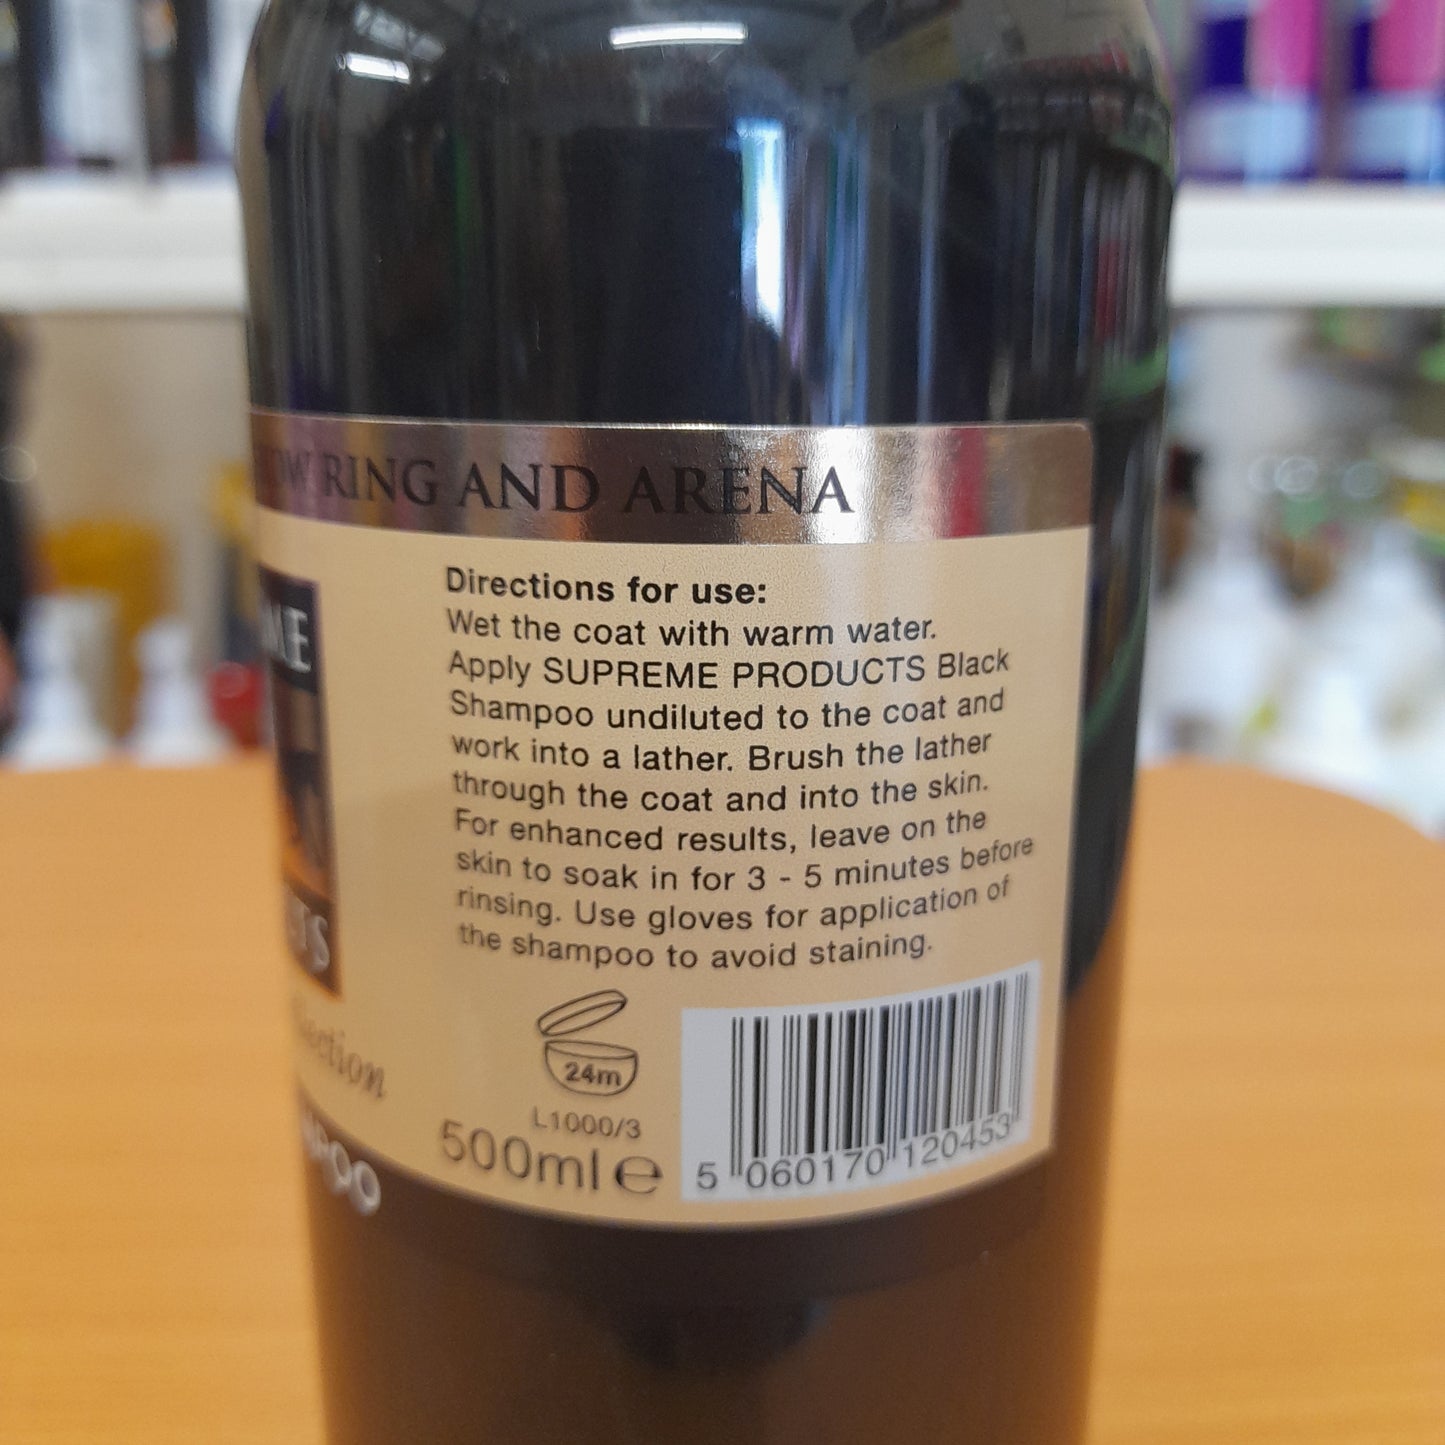 RING AND ARENA
Directions for use:
Wet the coat with warm water.
Apply SUPREME PRODUCTS Black
Shampoo undiluted to the coat and
work into a lather. Brush the lather
through the coat and into the skin.
For enhanced results, leave on the
skin to soak in for 3 - 5 minutes before
rinsing. Use gloves for application of
the shampoo to avoid staining.
24m
L1000/3
500ml e
5 060170 120453